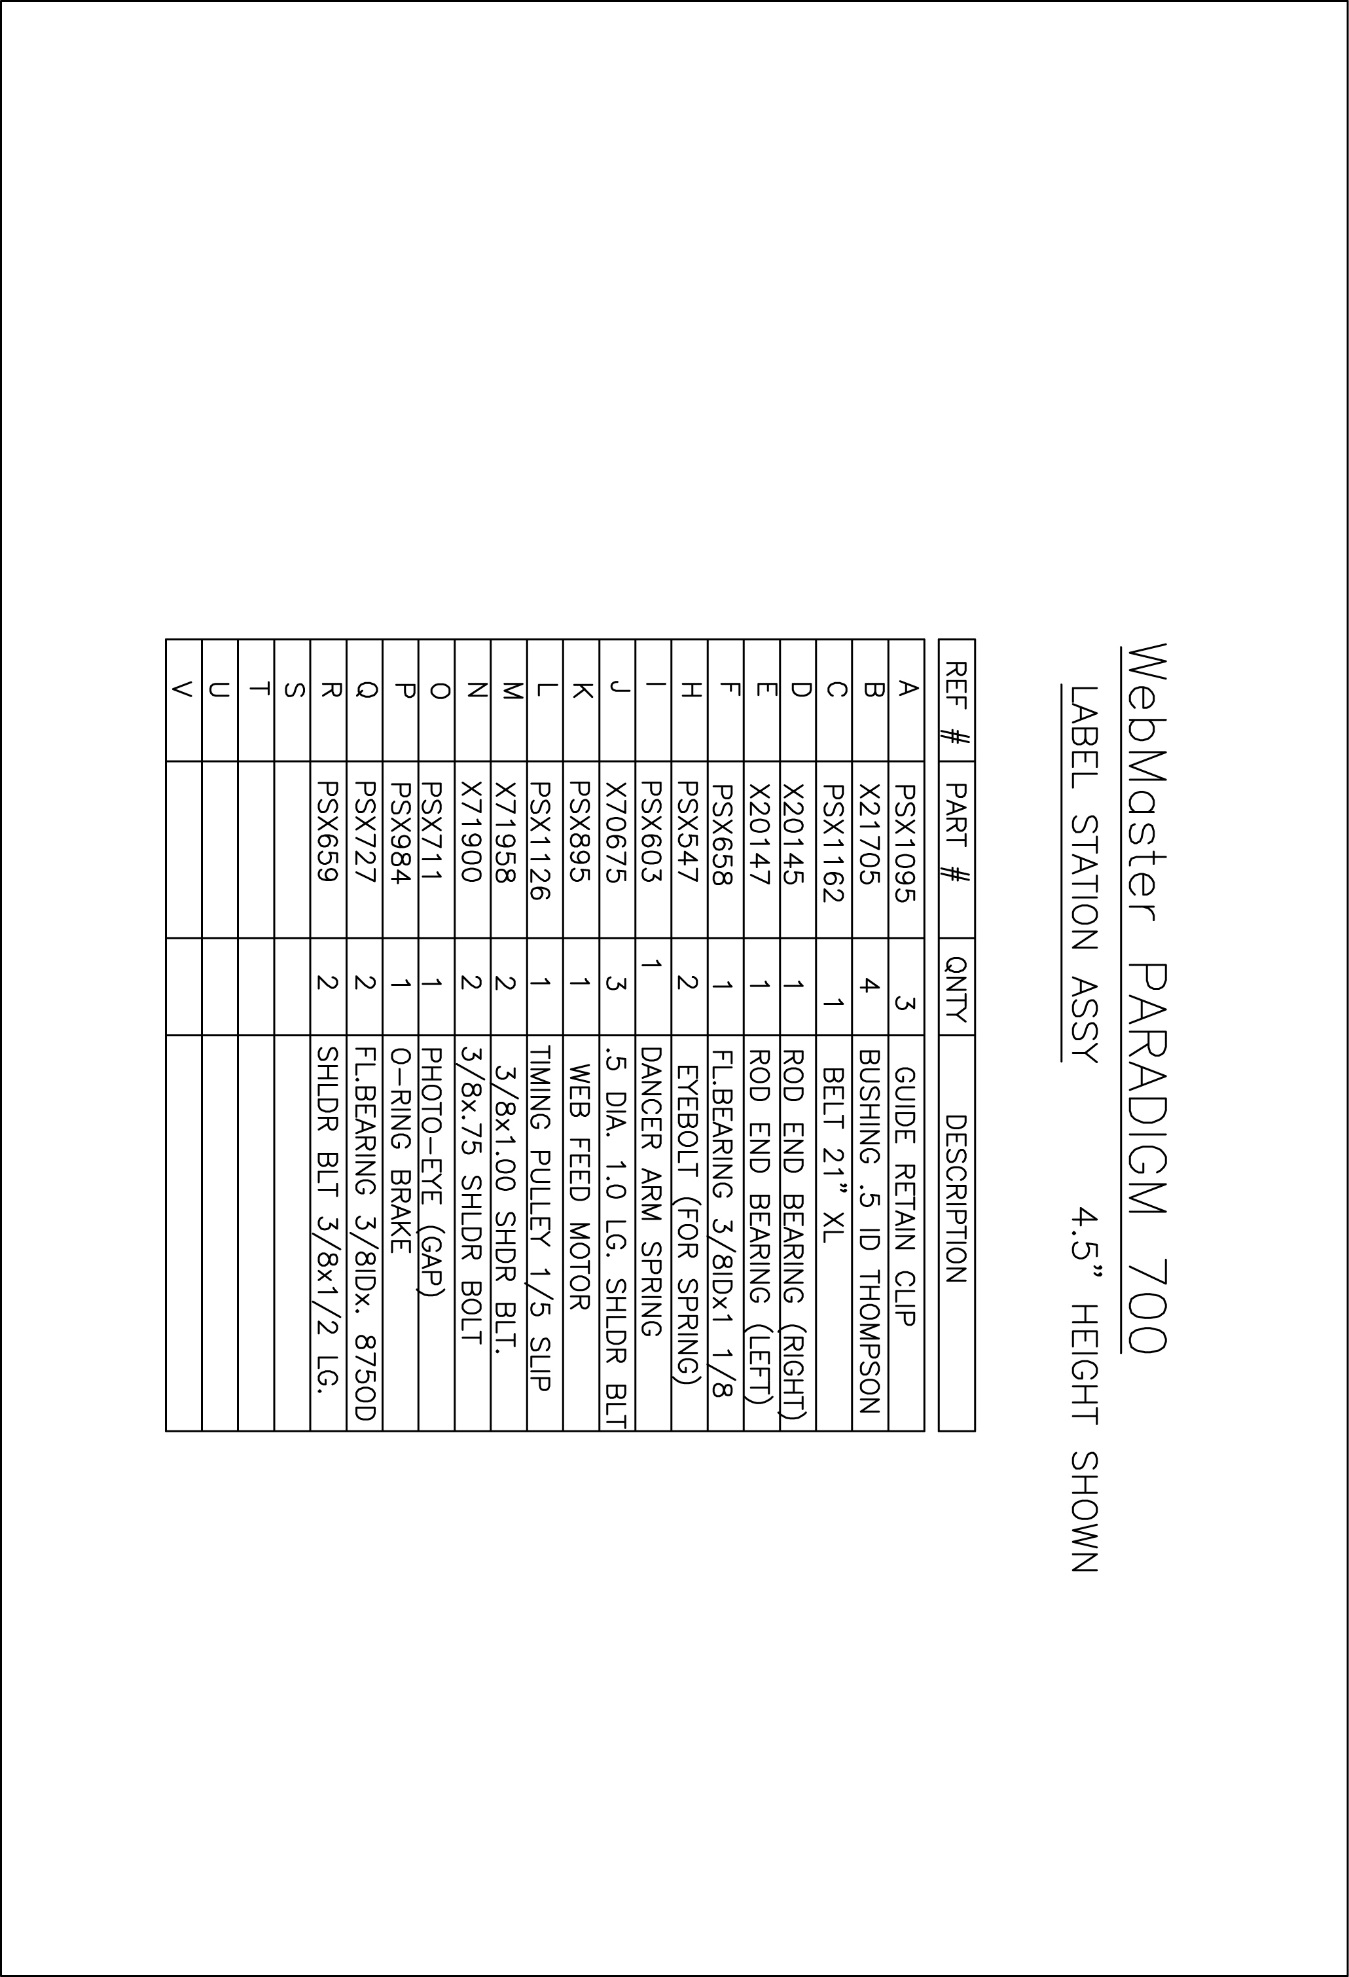 WebMaster PARADIGM 700
LABEL STATION ASSY 4.5" HEIGHT SHOWN
REF # PART # QNTY DESCRIPTION
A PSX1095 3 GUIDE RETAIN CLIP
B X21705 4 BUSHING .5 ID THOMPSON
C PSX1162 1 BELT 21" XL
D X20145 1 ROD END BEARING (RIGHT)
E X20147 1 ROD END BEARING (LEFT)
F PSX658 1 FL.BEARING 3/8IDx1 1/8
H PSX547 2 EYEBOLT (FOR SPRING)
I PSX603 1 DANCER ARM SPRING
J X70675 3 .5 DIA. 1.0 LG. SHLDR BLT
K PSX895 1 WEB FEED MOTOR
L PSX1126 1 TIMING PULLEY 1/5 SLIP
M X71958 2 3/8x1.00 SHDR BLT.
N X71900 2 3/8x.75 SHLDR BOLT
O PSX711 1 PHOTO-EYE (GAP)
P PSX984 1 O-RING BRAKE
Q PSX727 2 FL.BEARING 3/8IDx. 875OD
R PSX659 2 SHLDR BLT 3/8x1/2 LG.
S
T
U
V